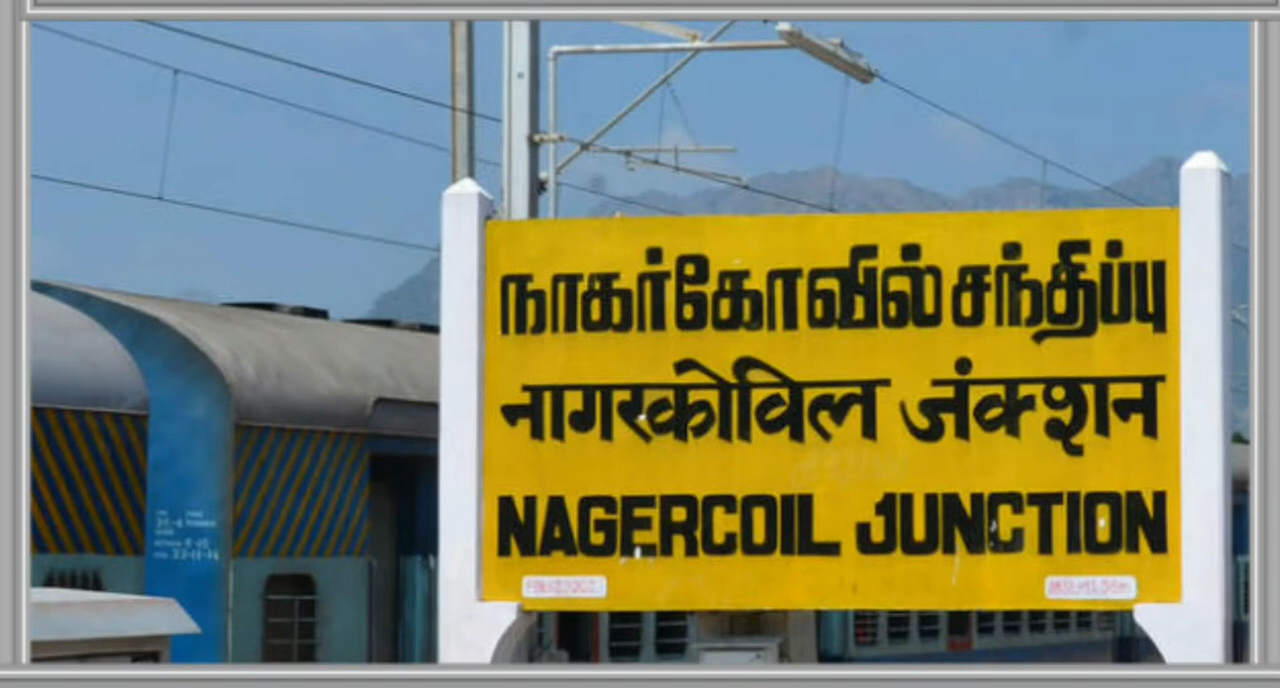 நாகர்கோவில் சந்திப்பு
नागरकोविल जंक्शन
NAGERCOIL JUNCTION